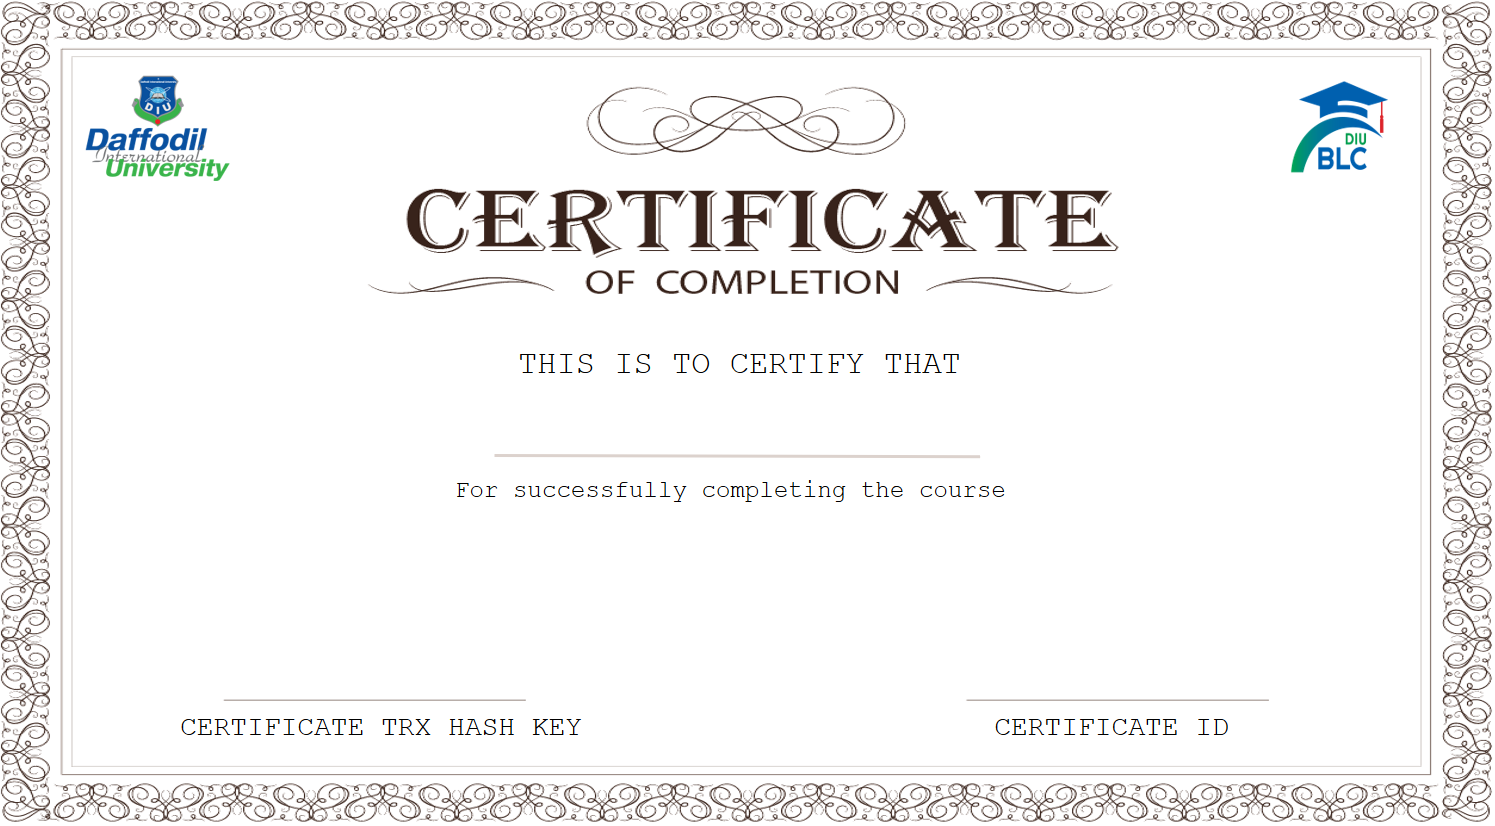 DIU
Daffodil
International
University
DIU
BLC
CERTIFICATE
OF COMPLETION
THIS IS TO CERTIFY THAT
For successfully completing the course
CERTIFICATE TRX HASH KEY
CERTIFICATE ID